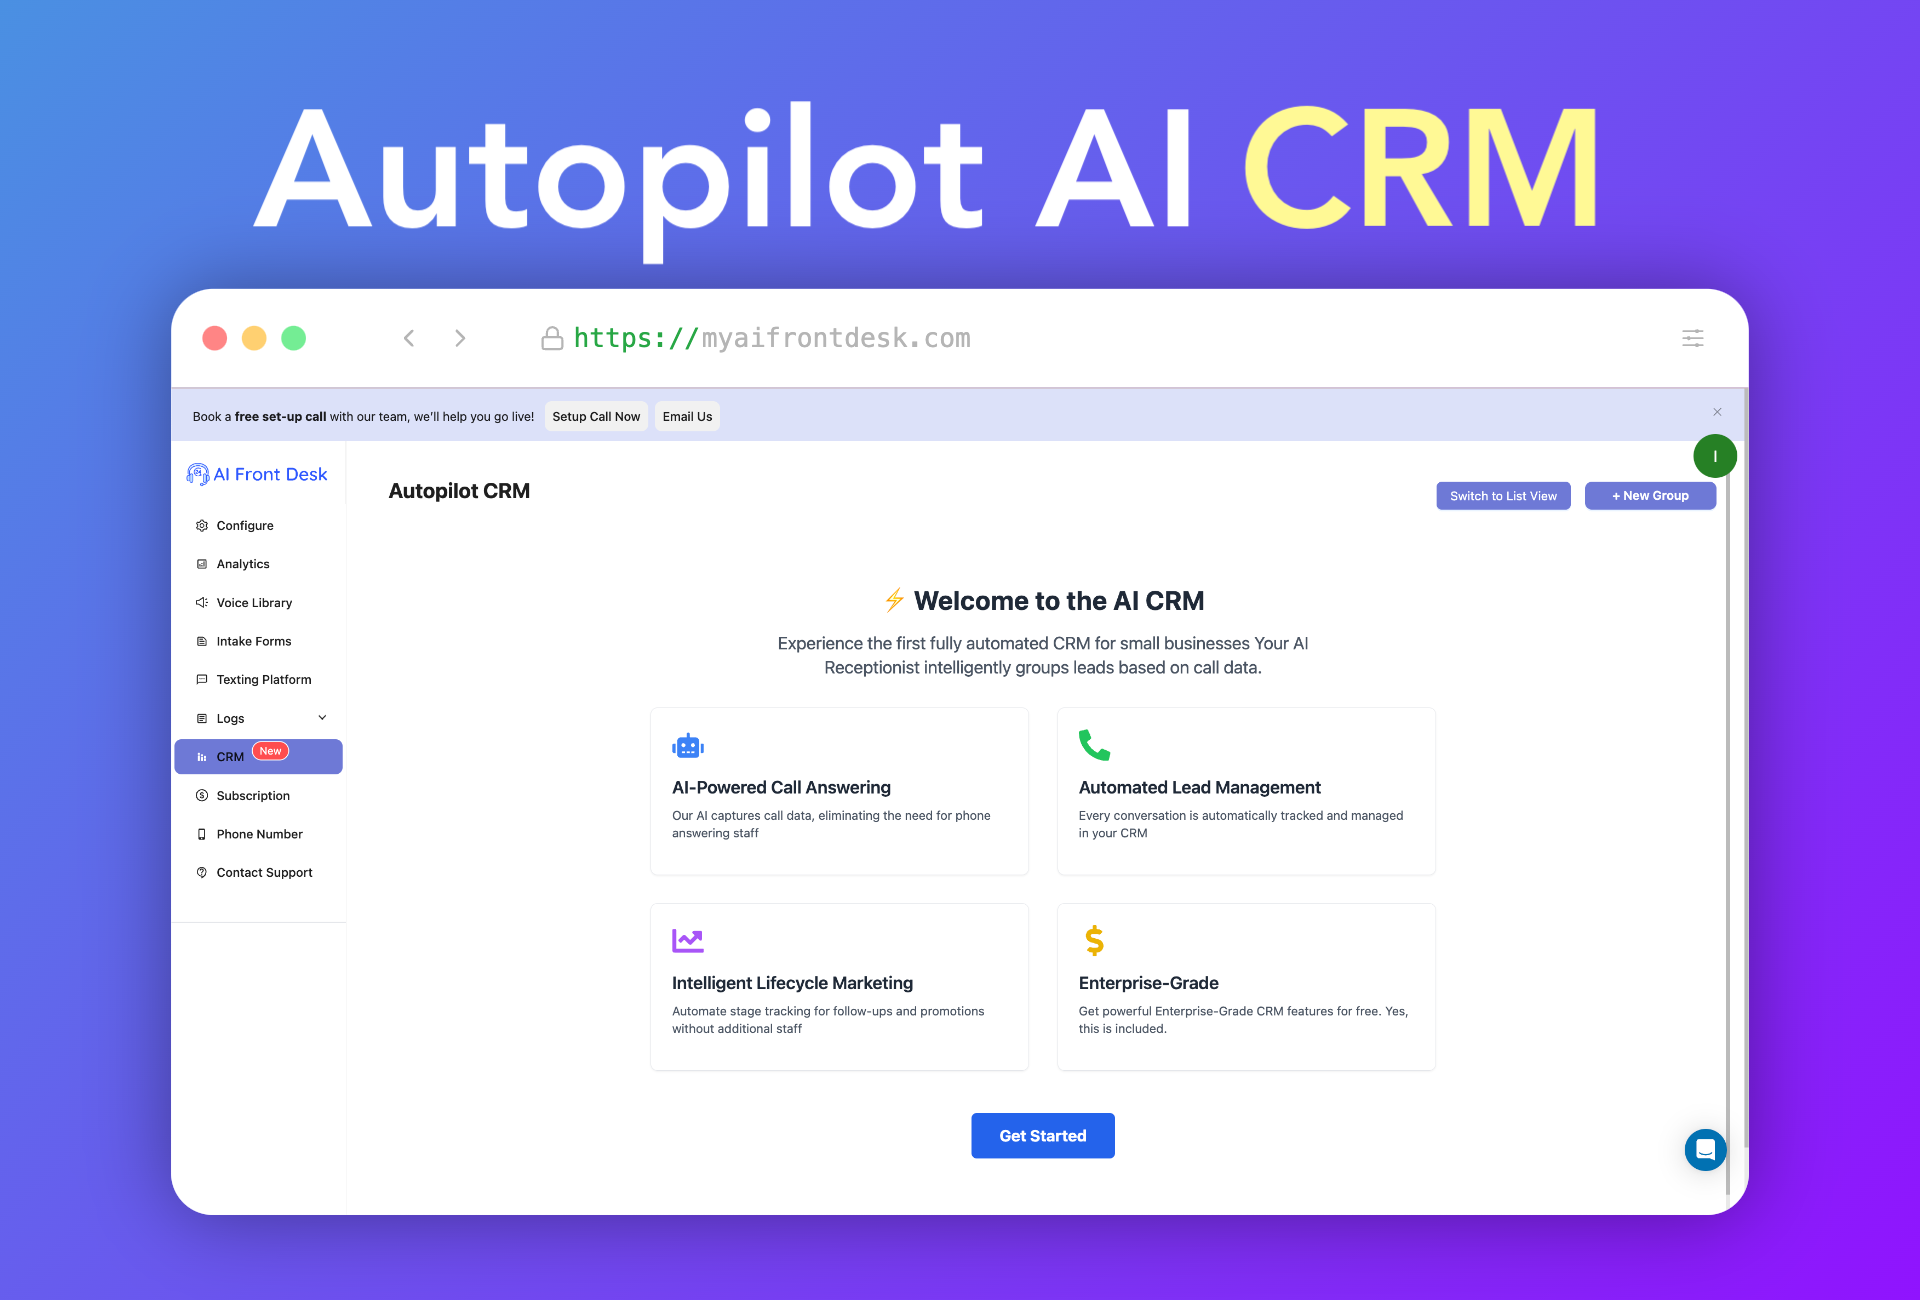 Autopilot AI CRM
https://myaifrontdesk.com
Book a free set-up call with our team, we'll help you go live! Setup Call Now Email Us
I
AI Front Desk
Configure
Analytics
Voice Library
Intake Forms
Texting Platform
Logs
CRM New
Subscription
Phone Number
Contact Support
Autopilot CRM
Switch to List View + New Group
⚡ Welcome to the AI CRM
Experience the first fully automated CRM for small businesses Your AI
Receptionist intelligently groups leads based on call data.
AI-Powered Call Answering
Our AI captures call data, eliminating the need for phone
answering staff
Automated Lead Management
Every conversation is automatically tracked and managed
in your CRM
Intelligent Lifecycle Marketing
Automate stage tracking for follow-ups and promotions
without additional staff
Enterprise-Grade
Get powerful Enterprise-Grade CRM features for free. Yes,
this is included.
Get Started